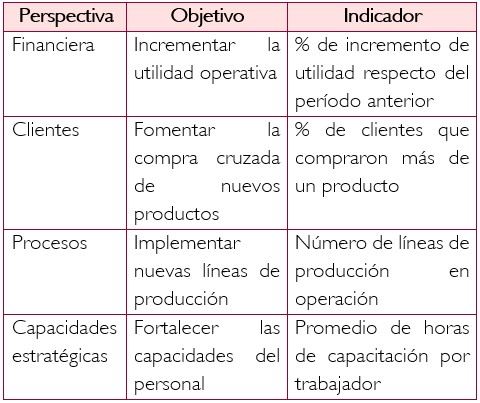 Perspectiva Objetivo Indicador
Financiera Incrementar la % de incremento de
utilidad operativa utilidad respecto del
período anterior
Clientes Fomentar la % de clientes que
compra cruzada compraron más de
de nuevos un producto
productos
Procesos Implementar Número de líneas de
nuevas líneas de producción en
producción operación
Capacidades Fortalecer las Promedio de horas
estratégicas capacidades del de capacitación por
personal trabajador